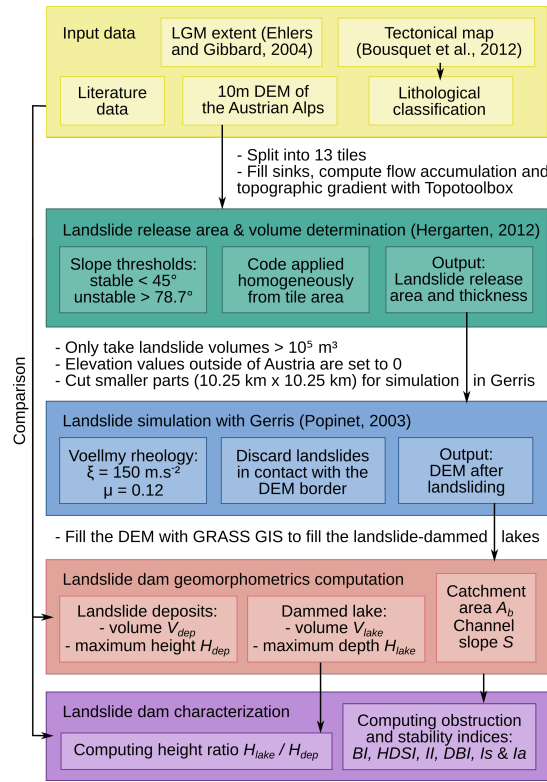 Input data
LGM extent (Ehlers
and Gibbard, 2004)
Tectonical map
(Bousquet et al., 2012)
Literature
data
10m DEM of
the Austrian Alps
Lithological
classification
- Split into 13 tiles
- Fill sinks, compute flow accumulation and
topographic gradient with Topotoolbox
Landslide release area & volume determination (Hergarten, 2012)
Slope thresholds:
stable < 45°
unstable > 78.7°
Code applied
homogeneously
from tile area
Output:
Landslide release
area and thickness
- Only take landslide volumes > 10⁵ m³
- Elevation values outside of Austria are set to 0
- Cut smaller parts (10.25 km x 10.25 km) for simulation in Gerris
Comparison
Landslide simulation with Gerris (Popinet, 2003)
Voellmy rheology:
ξ = 150 m.s⁻²
μ = 0.12
Discard landslides
in contact with the
DEM border
Output:
DEM after
landsliding
- Fill the DEM with GRASS GIS to fill the landslide-dammed lakes
Landslide dam geomorphometrics computation
Landslide deposits:
- volume V_dep
- maximum height H_dep
Dammed lake:
- volume V_lake
- maximum depth H_lake
Catchment
area A_b
Channel
slope S
Landslide dam characterization
Computing height ratio H_lake / H_dep
Computing obstruction
and stability indices:
BI, HDSI, II, DBI, Is & Ia